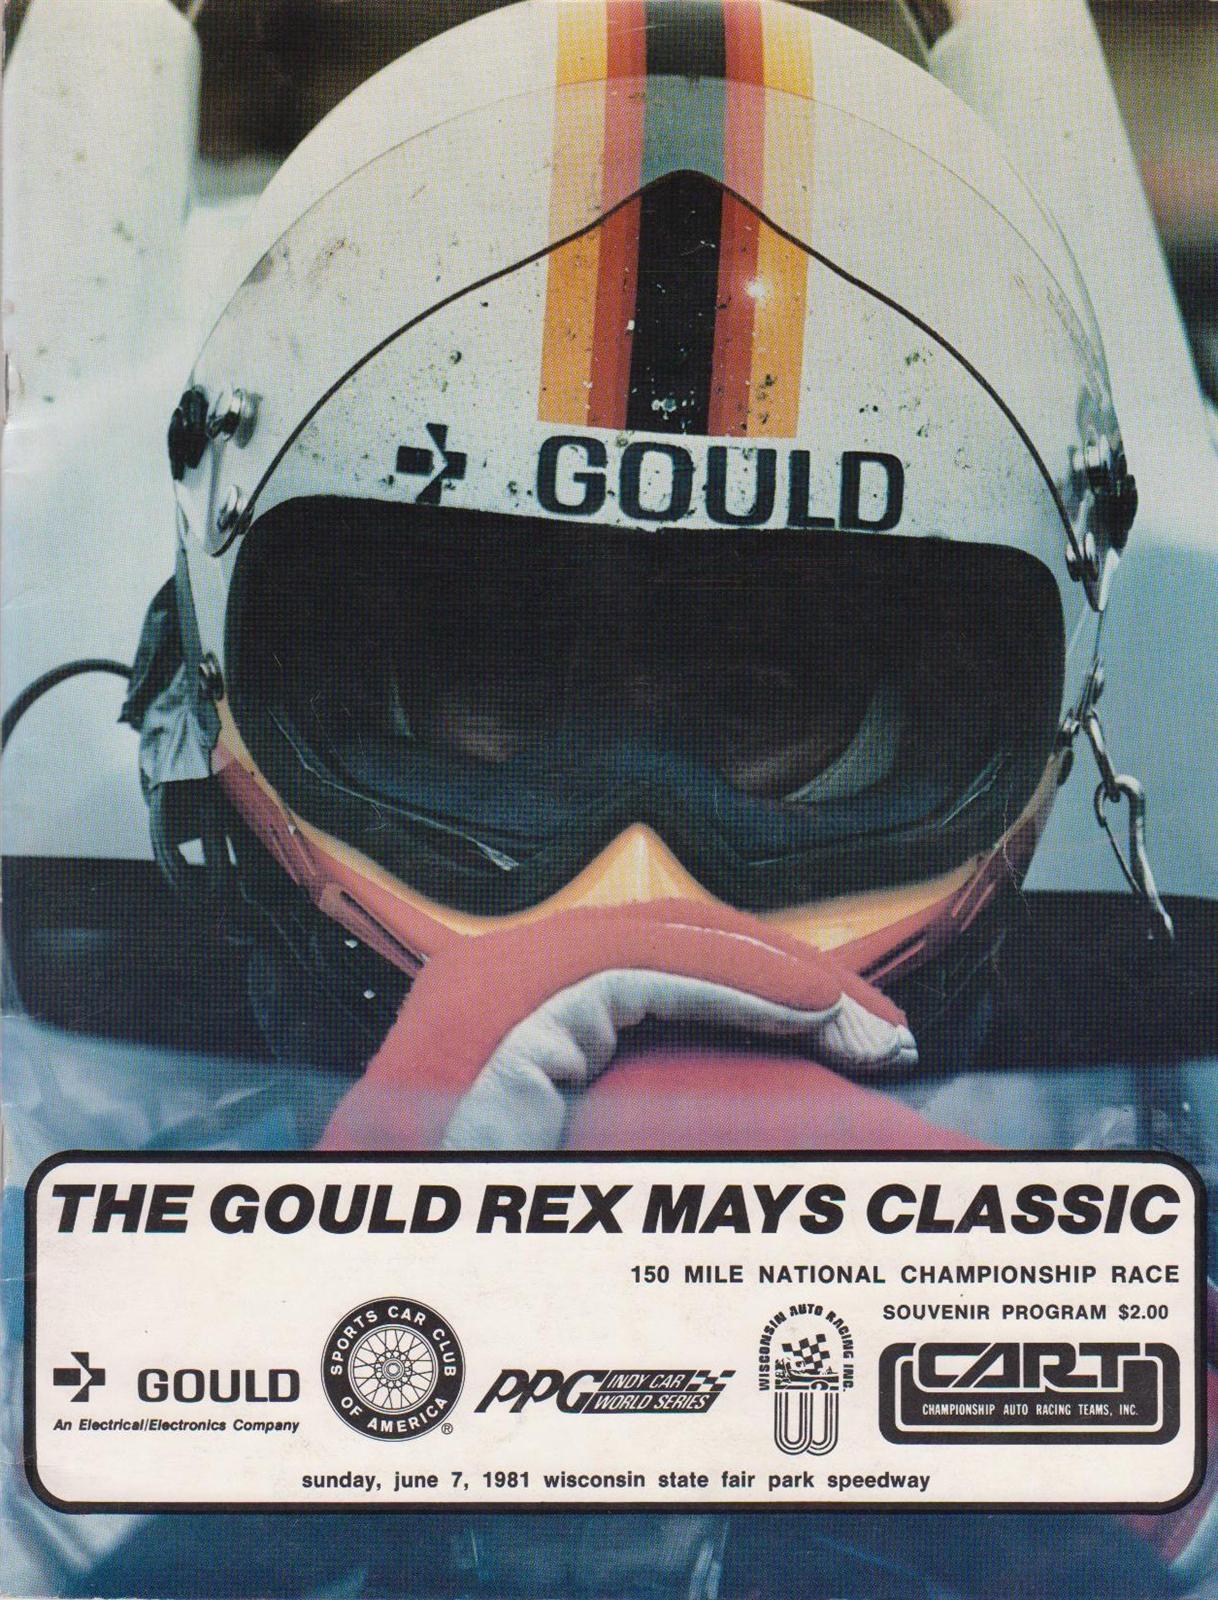 GOULD
THE GOULD REX MAYS CLASSIC
150 MILE NATIONAL CHAMPIONSHIP RACE
SOUVENIR PROGRAM $2.00
GOULD
An Electrical/Electronics Company
SPORTS CAR CLUB
OF AMERICA
®
PPG INDY CAR
WORLD SERIES
WISCONSIN AUTO RACING INC.
CART
CHAMPIONSHIP AUTO RACING TEAMS, INC.
sunday, june 7, 1981 wisconsin state fair park speedway